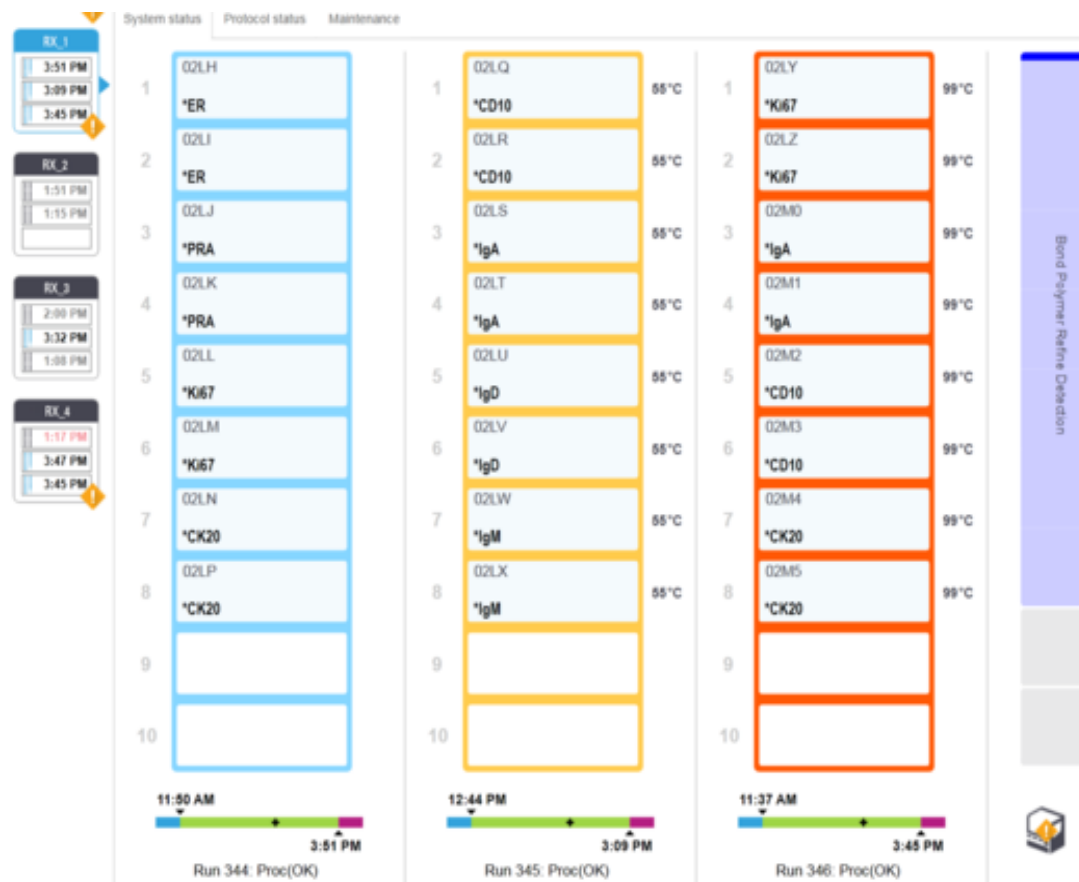 System status
Protocol status
Maintenance
RX_1
3:51 PM
3:09 PM
3:45 PM
RX_2
1:51 PM
1:15 PM
RX_3
2:00 PM
3:32 PM
1:08 PM
RX_4
1:17 PM
3:47 PM
3:45 PM
1
02LH
*ER
2
02LI
*ER
3
02LJ
*PRA
4
02LK
*PRA
5
02LL
*Ki67
6
02LM
*Ki67
7
02LN
*CK20
8
02LP
*CK20
9
10
11:50 AM
3:51 PM
Run 344: Proc(OK)
1
02LQ
*CD10
55°C
2
02LR
*CD10
55°C
3
02LS
*IgA
55°C
4
02LT
*IgA
55°C
5
02LU
*IgD
55°C
6
02LV
*IgD
55°C
7
02LW
*IgM
55°C
8
02LX
*IgM
55°C
9
10
12:44 PM
3:09 PM
Run 345: Proc(OK)
1
02LY
*Ki67
99°C
2
02LZ
*Ki67
99°C
3
02M0
*IgA
99°C
4
02M1
*IgA
99°C
5
02M2
*CD10
99°C
6
02M3
*CD10
99°C
7
02M4
*CK20
99°C
8
02M5
*CK20
99°C
9
10
11:37 AM
3:45 PM
Run 346: Proc(OK)
Bond Polymer Refine Detection